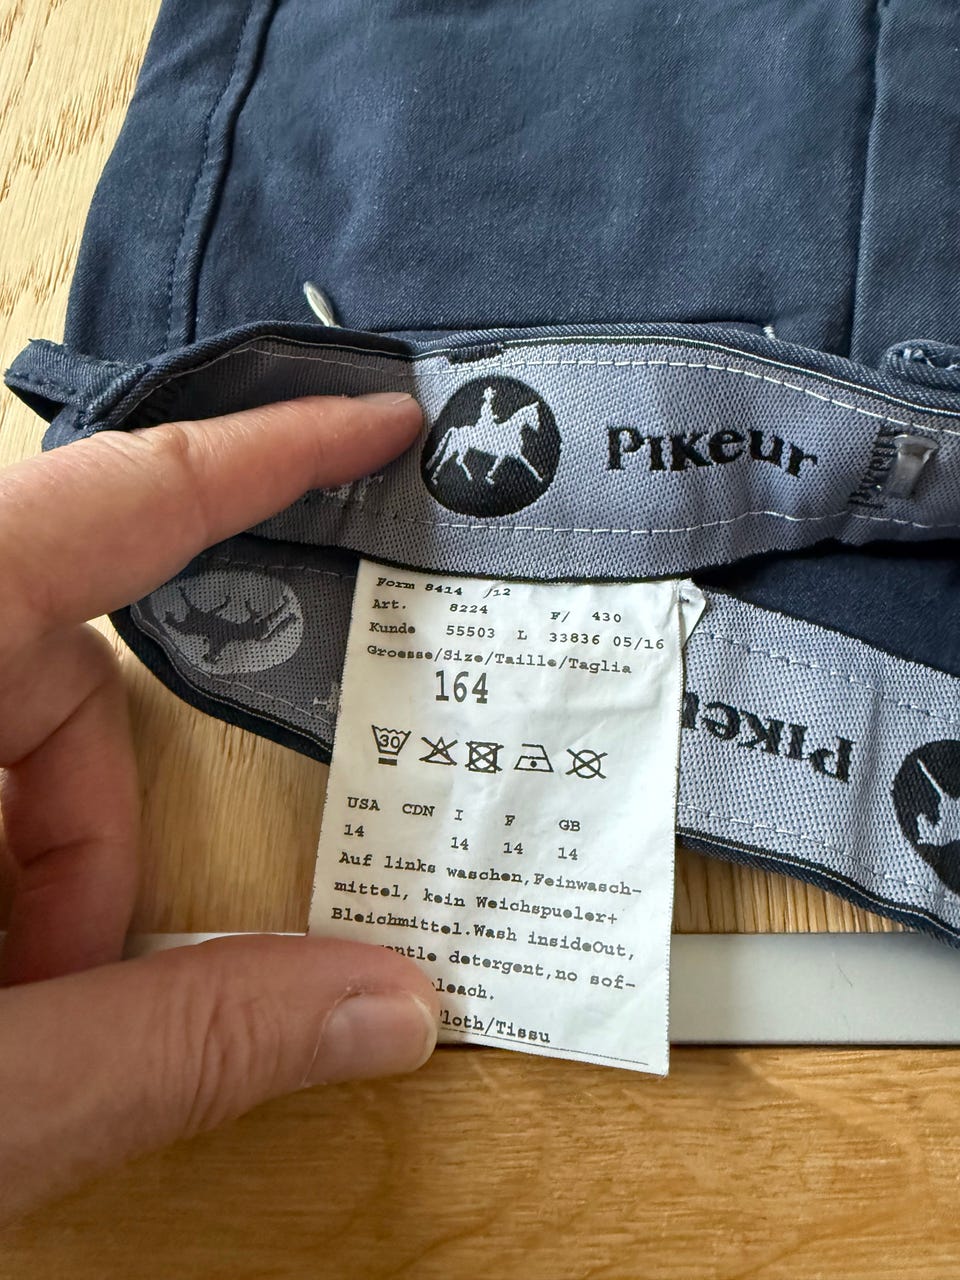 PIKeur
Form 8414 /12
Art. 8224 F/ 430
Kunde 55503 L 33836 05/16
Groesse/Size/Taille/Taglia
164
30
USA CDN I F GB
14 14 14 14
Auf links waschen,Feinwasch-
mittel, kein Weichspueler+
Bleichmittel.Wash insideOut,
ntle detergent,no sof-
leach.
loth/Tissu
PIKeur